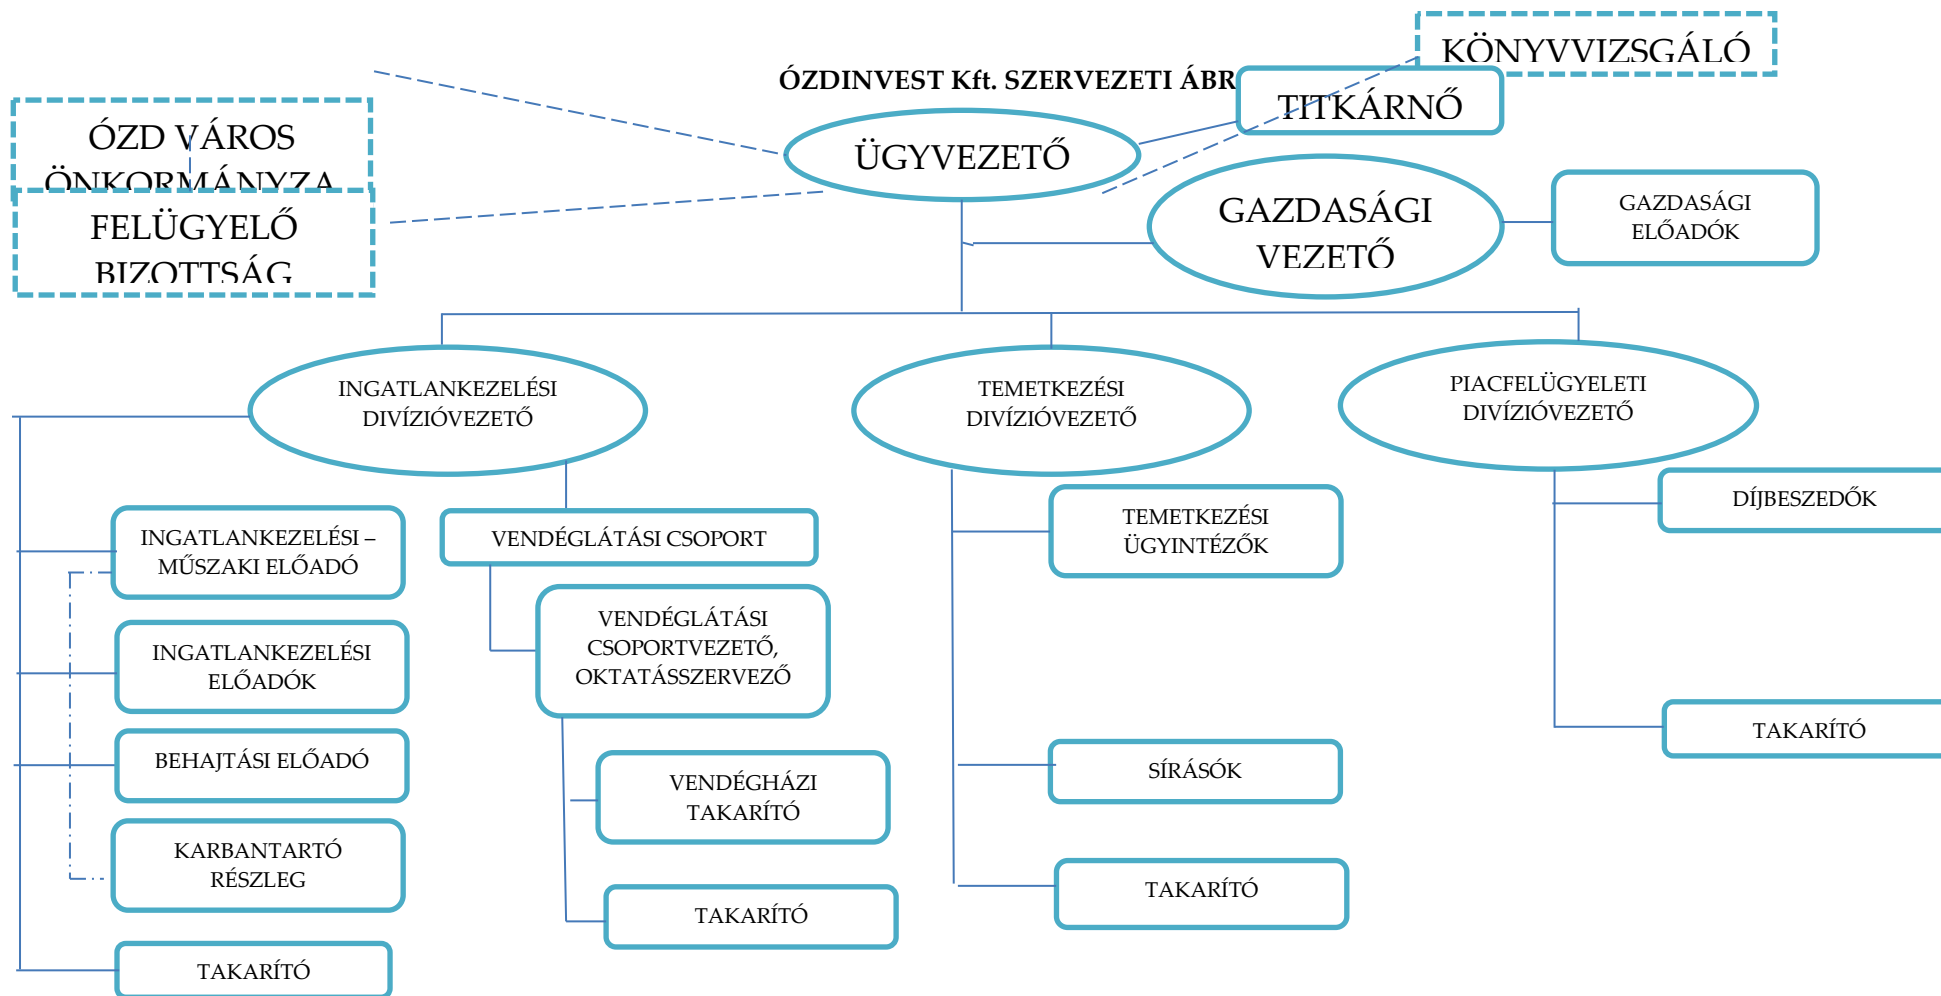 KÖNYVVIZSGÁLÓ
ÓZDINVEST Kft. SZERVEZETI ÁBR
TITKÁRNŐ
ÓZD VÁROS
ÖNKORMÁNYZA
ÜGYVEZETŐ
FELÜGYELŐ
BIZOTTSÁG
GAZDASÁGI
VEZETŐ
GAZDASÁGI
ELŐADÓK
INGATLANKEZELÉSI
DIVÍZIÓVEZETŐ
TEMETKEZÉSI
DIVÍZIÓVEZETŐ
PIACFELÜGYELETI
DIVÍZIÓVEZETŐ
INGATLANKEZELÉSI –
MŰSZAKI ELŐADÓ
INGATLANKEZELÉSI
ELŐADÓK
BEHAJTÁSI ELŐADÓ
KARBANTARTÓ
RÉSZLEG
TAKARÍTÓ
VENDÉGLÁTÁSI CSOPORT
VENDÉGLÁTÁSI
CSOPORTVEZETŐ,
OKTATÁSSZERVEZŐ
VENDÉGHÁZI
TAKARÍTÓ
TAKARÍTÓ
TEMETKEZÉSI
ÜGYINTÉZŐK
SÍRÁSÓK
TAKARÍTÓ
DÍJBESZEDŐK
TAKARÍTÓ